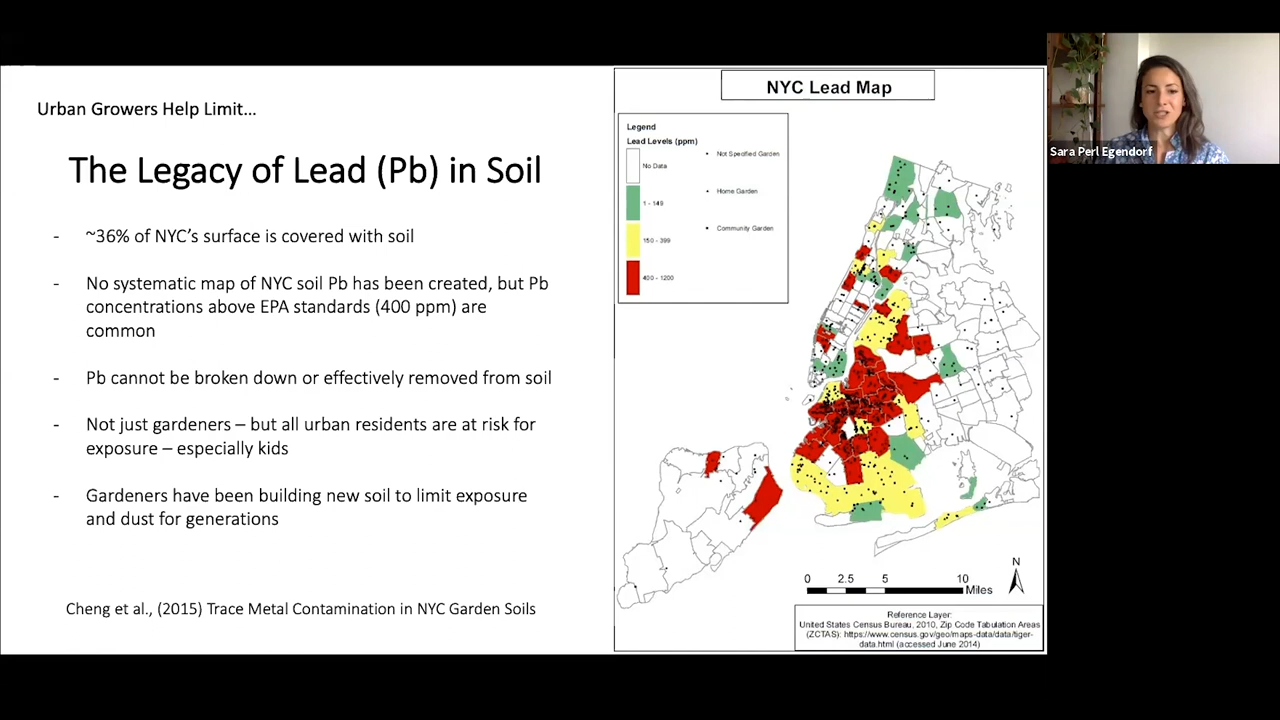 Urban Growers Help Limit...
The Legacy of Lead (Pb) in Soil
- ~36% of NYC’s surface is covered with soil
- No systematic map of NYC soil Pb has been created, but Pb
concentrations above EPA standards (400 ppm) are
common
- Pb cannot be broken down or effectively removed from soil
- Not just gardeners – but all urban residents are at risk for
exposure – especially kids
- Gardeners have been building new soil to limit exposure
and dust for generations
Cheng et al., (2015) Trace Metal Contamination in NYC Garden Soils
NYC Lead Map
Legend
Lead Levels (ppm)
No Data
1 - 149
150 - 399
400 - 1200
Not Specified Garden
Home Garden
Community Garden
N
0 2.5 5 10
Miles
Reference Layer:
United States Census Bureau, 2010, Zip Code Tabulation Areas
(ZCTAS): https://www.census.gov/geo/maps-data/data/tiger-
data.html (accessed June 2014)
Sara Perl Egendorf